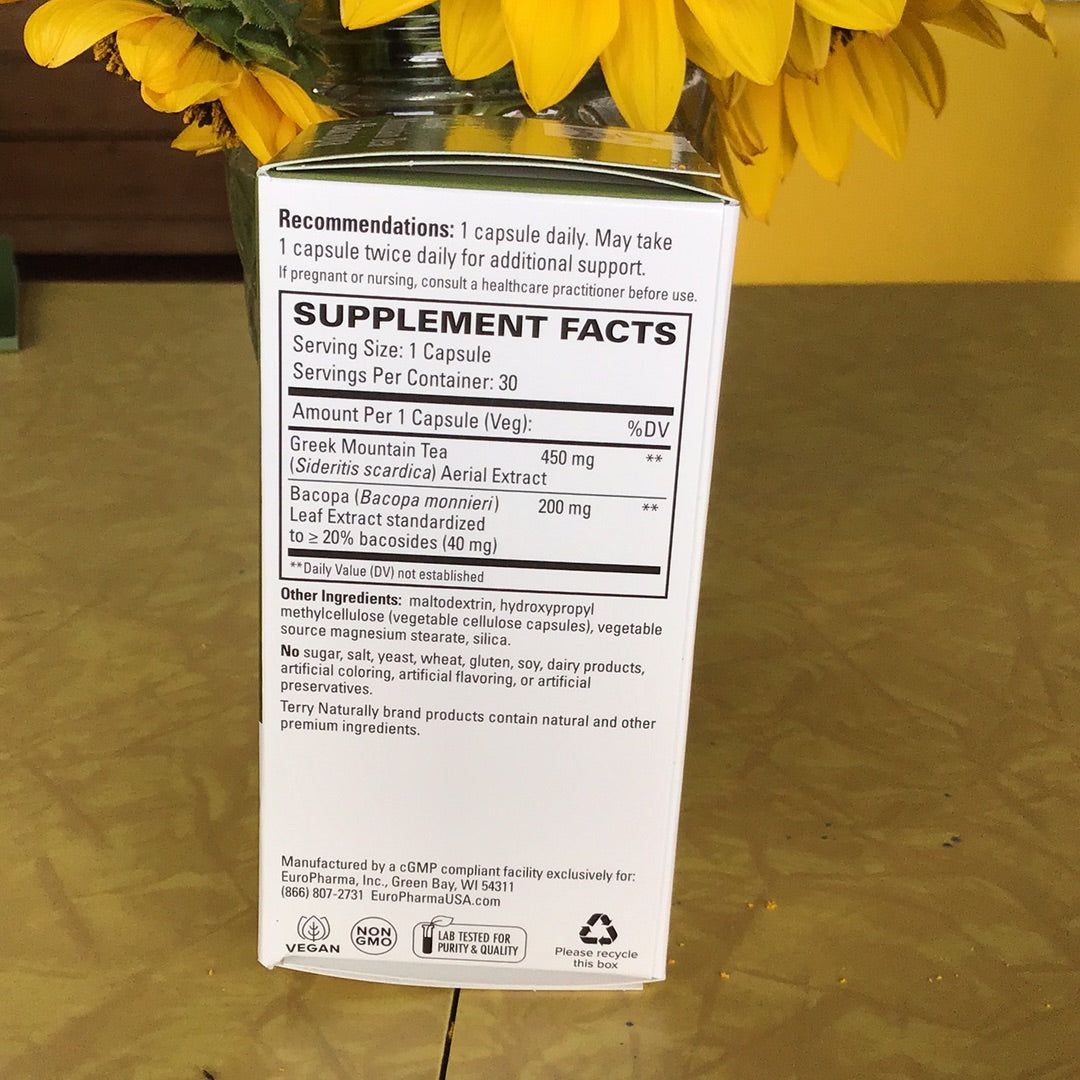 Recommendations: 1 capsule daily. May take
1 capsule twice daily for additional support.
If pregnant or nursing, consult a healthcare practitioner before use.
SUPPLEMENT FACTS
Serving Size: 1 Capsule
Servings Per Container: 30
Amount Per 1 Capsule (Veg): %DV
Greek Mountain Tea 450 mg **
(Sideritis scardica) Aerial Extract
Bacopa (Bacopa monnieri) 200 mg **
Leaf Extract standardized
to ≥ 20% bacosides (40 mg)
**Daily Value (DV) not established
Other Ingredients: maltodextrin, hydroxypropyl
methylcellulose (vegetable cellulose capsules), vegetable
source magnesium stearate, silica.
No sugar, salt, yeast, wheat, gluten, soy, dairy products,
artificial coloring, artificial flavoring, or artificial
preservatives.
Terry Naturally brand products contain natural and other
premium ingredients.
Manufactured by a cGMP compliant facility exclusively for:
EuroPharma, Inc., Green Bay, WI 54311
(866) 807-2731 EuroPharmaUSA.com
VEGAN
NON
GMO
LAB TESTED FOR
PURITY & QUALITY
Please recycle
this box